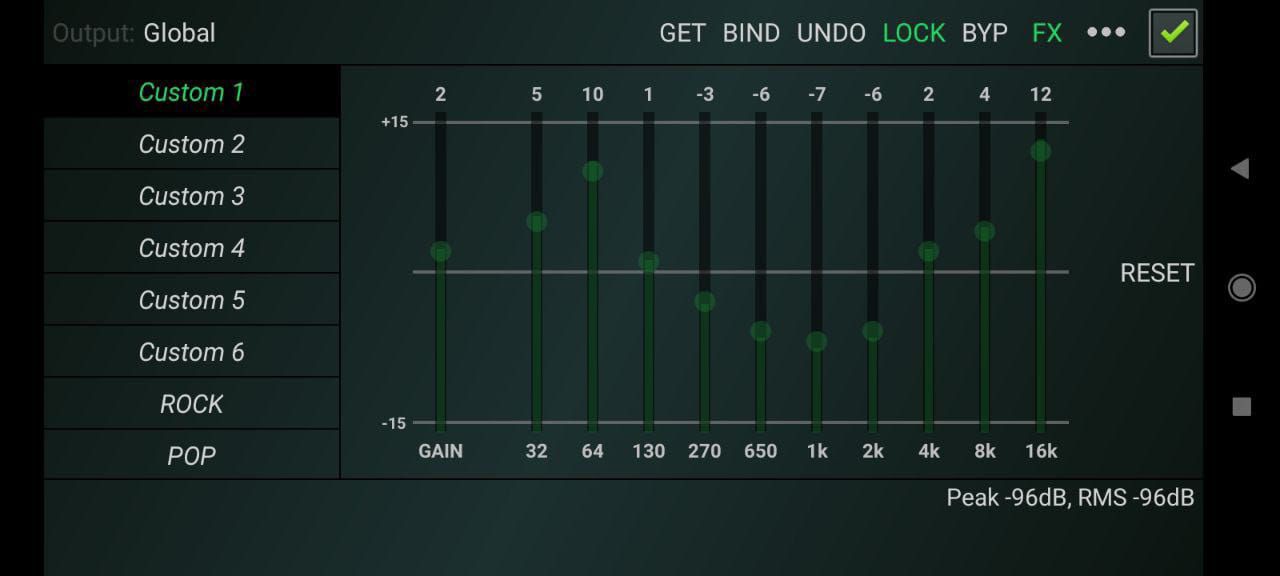 Output: Global GET BIND UNDO LOCK BYP FX •••
Custom 1
Custom 2
Custom 3
Custom 4
Custom 5
Custom 6
ROCK
POP
2 5 10 1 -3 -6 -7 -6 2 4 12
+15
RESET
-15
GAIN 32 64 130 270 650 1k 2k 4k 8k 16k
Peak -96dB, RMS -96dB